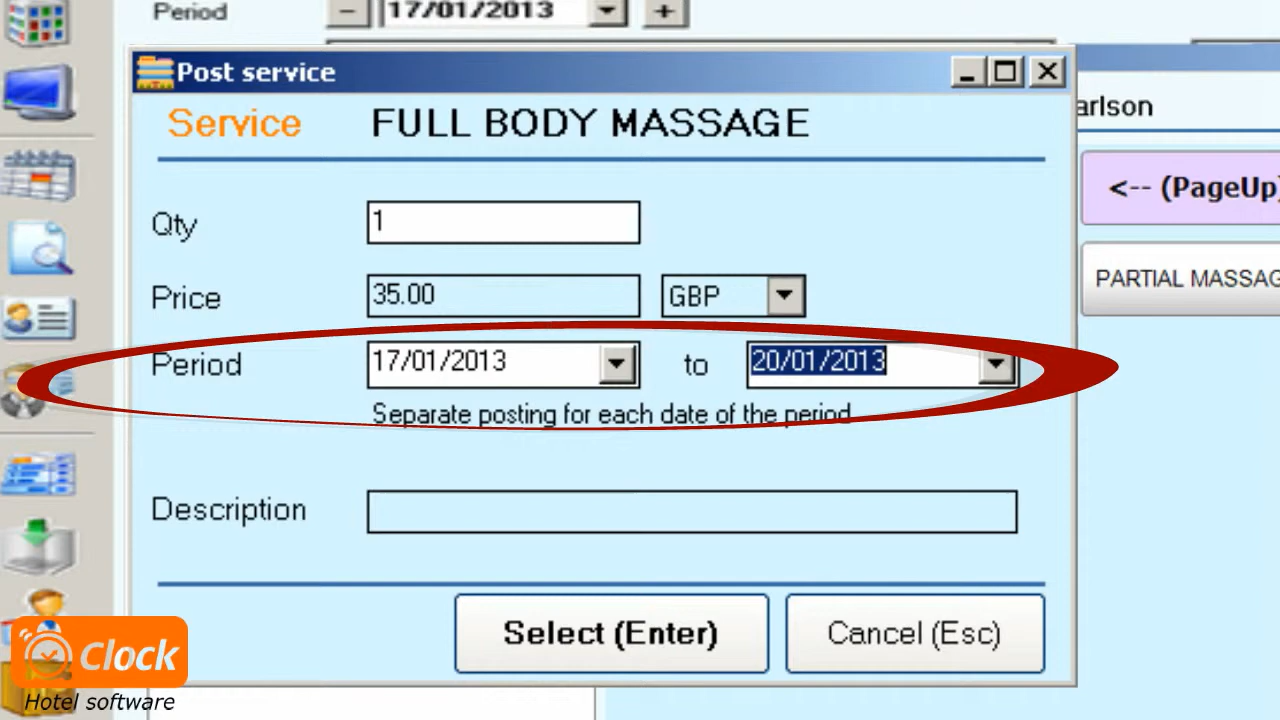 Period
17/01/2013
Post service
arlson
Service FULL BODY MASSAGE
<-- (PageUp)
Qty 1
PARTIAL MASSAG
Price 35.00 GBP
Period 17/01/2013 to 20/01/2013
Separate posting for each date of the period
Description
Select (Enter) Cancel (Esc)
Clock
Hotel software